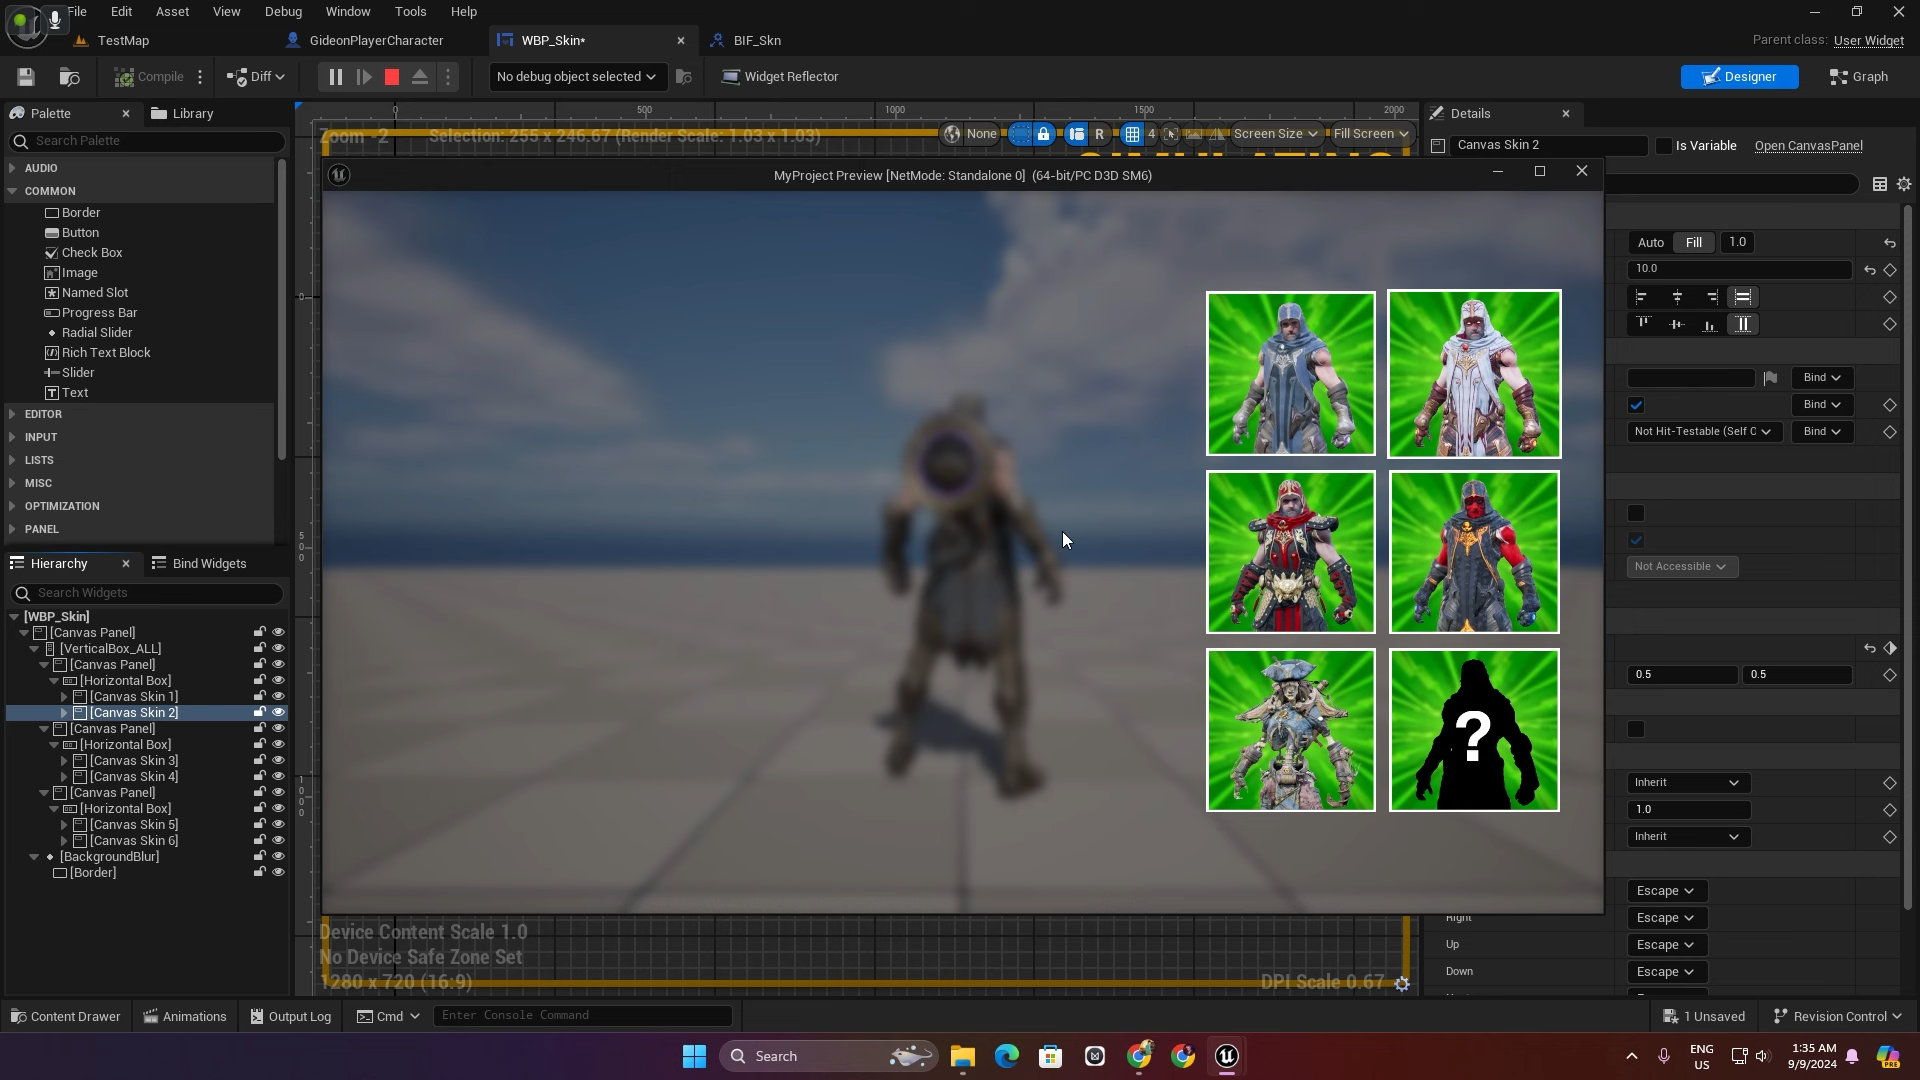 File Edit Asset View Debug Window Tools Help
TestMap GideonPlayerCharacter WBP_Skin• BIF_Skn
Parent class: User Widget
Compile Diff No debug object selected Widget Reflector Designer Graph
Palette Library
Search Palette
AUDIO
COMMON
Border
Button
Check Box
Image
Named Slot
Progress Bar
Radial Slider
Rich Text Block
Slider
Text
EDITOR
INPUT
LISTS
MISC
OPTIMIZATION
PANEL
Hierarchy Bind Widgets
Search Widgets
[WBP_Skin]
[Canvas Panel]
[VerticalBox_ALL]
[Canvas Panel]
[Horizontal Box]
[Canvas Skin 1]
[Canvas Skin 2]
[Canvas Panel]
[Horizontal Box]
[Canvas Skin 3]
[Canvas Skin 4]
[Canvas Panel]
[Horizontal Box]
[Canvas Skin 5]
[Canvas Skin 6]
[BackgroundBlur]
[Border]
0 500 1000 1500 2000
Zoom -2 Selection: 255 x 246.67 (Render Scale: 1.03 x 1.03)
None R 4 Screen Size Fill Screen
MyProject Preview [NetMode: Standalone 0] (64-bit/PC D3D SM6)
?
Device Content Scale 1.0
No Device Safe Zone Set
1280 x 720 (16:9)
DPI Scale 0.67
Details
Canvas Skin 2 Is Variable Open CanvasPanel
Auto Fill 1.0
10.0
Bind
Bind
Not Hit-Testable (Self C Bind
Not Accessible
0.5 0.5
Inherit
1.0
Inherit
Escape
Right Escape
Up Escape
Down Escape
Content Drawer Animations Output Log Cmd Enter Console Command
1 Unsaved Revision Control
Search
ENG
US
1:35 AM
9/9/2024
PRE